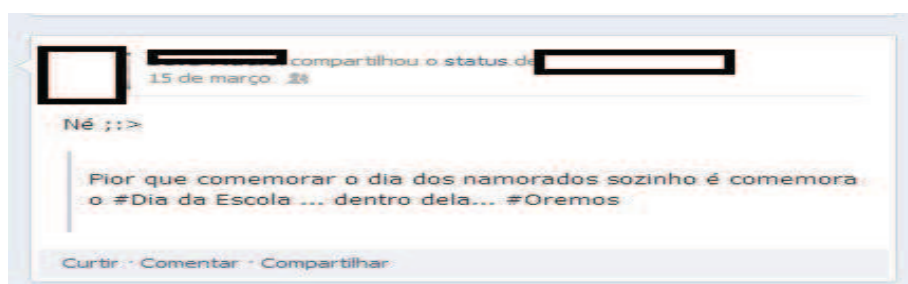 compartilhou o status de
15 de março
Né ;::>
Pior que comemorar o dia dos namorados sozinho é comemora
o #Dia da Escola ... dentro dela... #Oremos
Curtir · Comentar · Compartilhar